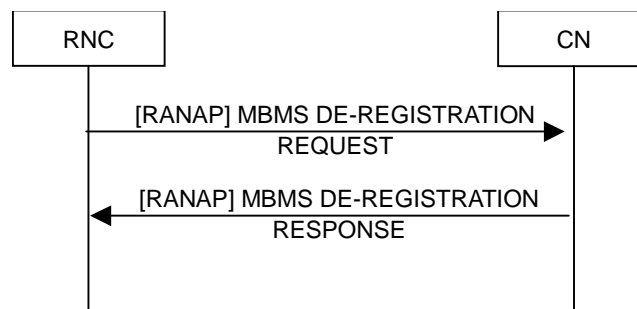 RNC
CN
[RANAP] MBMS DE-REGISTRATION
REQUEST
[RANAP] MBMS DE-REGISTRATION
RESPONSE